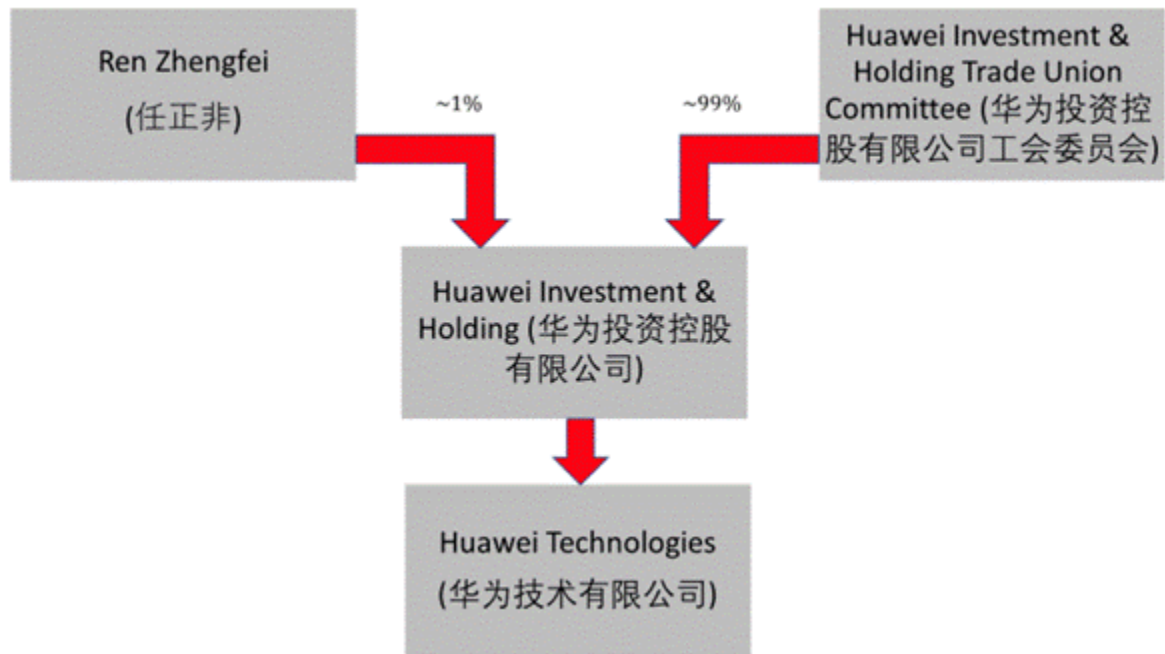 Ren Zhengfei
(任正非)
~1%
~99%
Huawei Investment &
Holding Trade Union
Committee (华为投资控
股有限公司工会委员会)
Huawei Investment &
Holding (华为投资控股
有限公司)
Huawei Technologies
(华为技术有限公司)